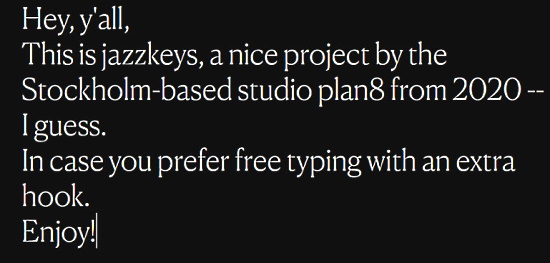 Hey, y'all,
This is jazzkeys, a nice project by the
Stockholm-based studio plan8 from 2020 --
I guess.
In case you prefer free typing with an extra
hook.
Enjoy!